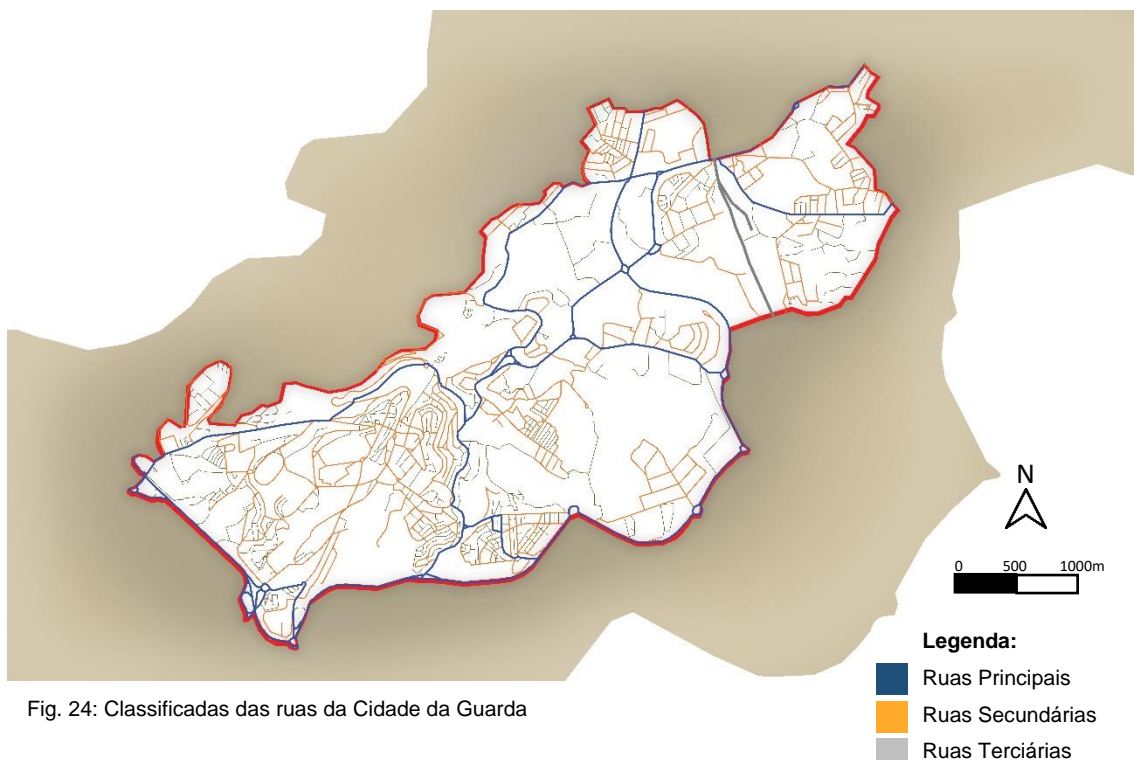 N
0 500 1000m
Legenda:
Ruas Principais
Ruas Secundárias
Ruas Terciárias
Fig. 24: Classificadas das ruas da Cidade da Guarda